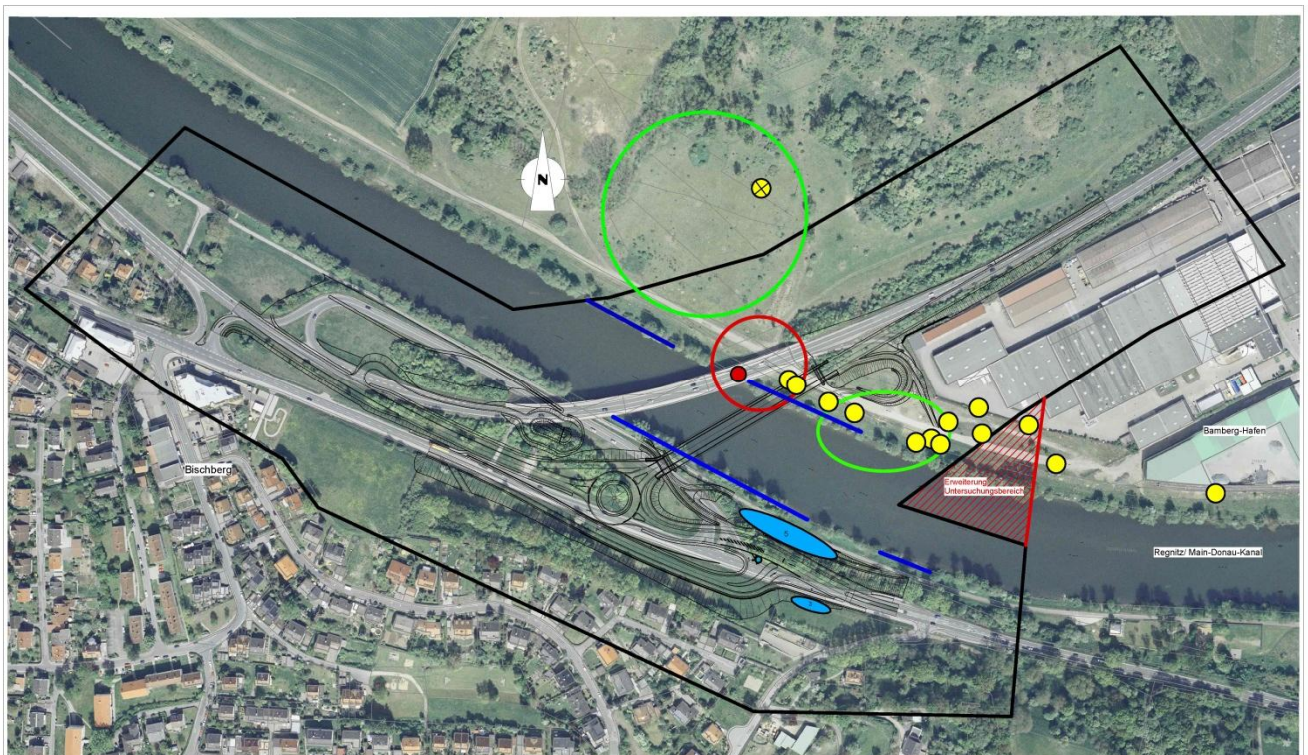 N
Bamberg-Hafen
Bischberg
Erweiterung
Untersuchungsbereich
Regnitz/ Main-Donau-Kanal